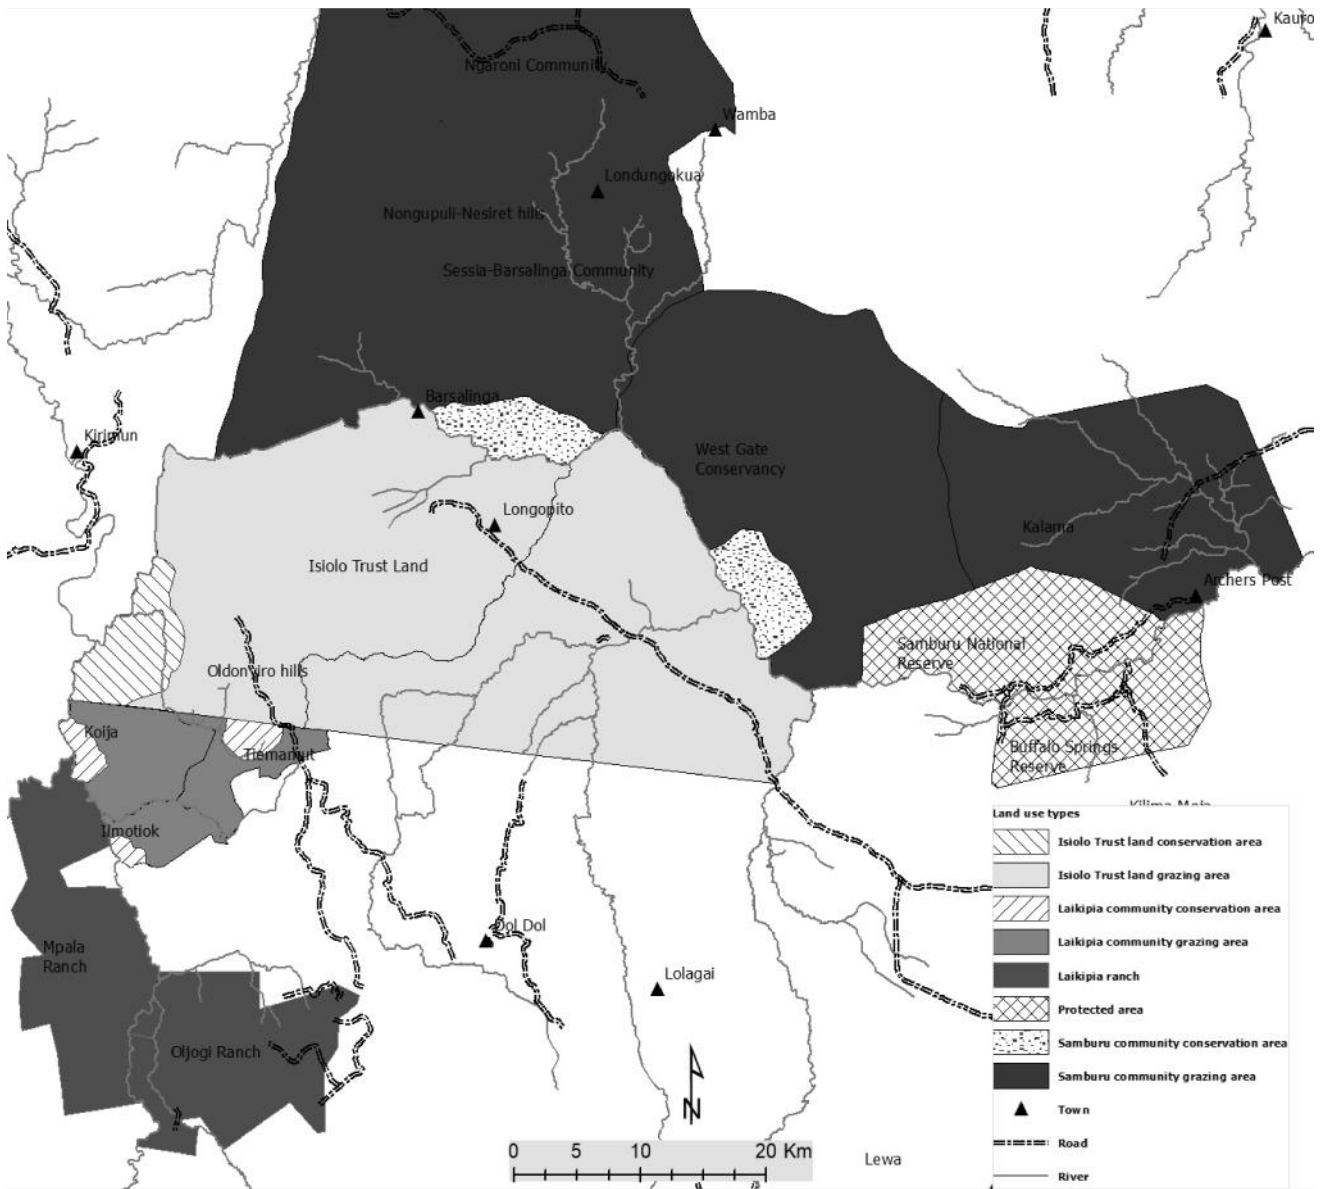 Kauro
Ngaroni Community
Wamba
Londungokua
Nongupuli-Nesiret hills
Sessia-Barsalinga Community
Barsalinga
Kirimun
West Gate
Conservancy
Longopito
Kalama
Isiolo Trust Land
Archers Post
Samburu National
Reserve
Oldonyiro hills
Koija
Tiemamut
Buffalo Springs
Reserve
Kilima Moja
Ilmotiok
Land use types
Isiolo Trust land conservation area
Isiolo Trust land grazing area
Laikipia community conservation area
Laikipia community grazing area
Laikipia ranch
Protected area
Samburu community conservation area
Samburu community grazing area
Town
Road
River
Dol Dol
Mpala
Ranch
Lolagai
Oljogi Ranch
N
0 5 10 20 Km
Lewa